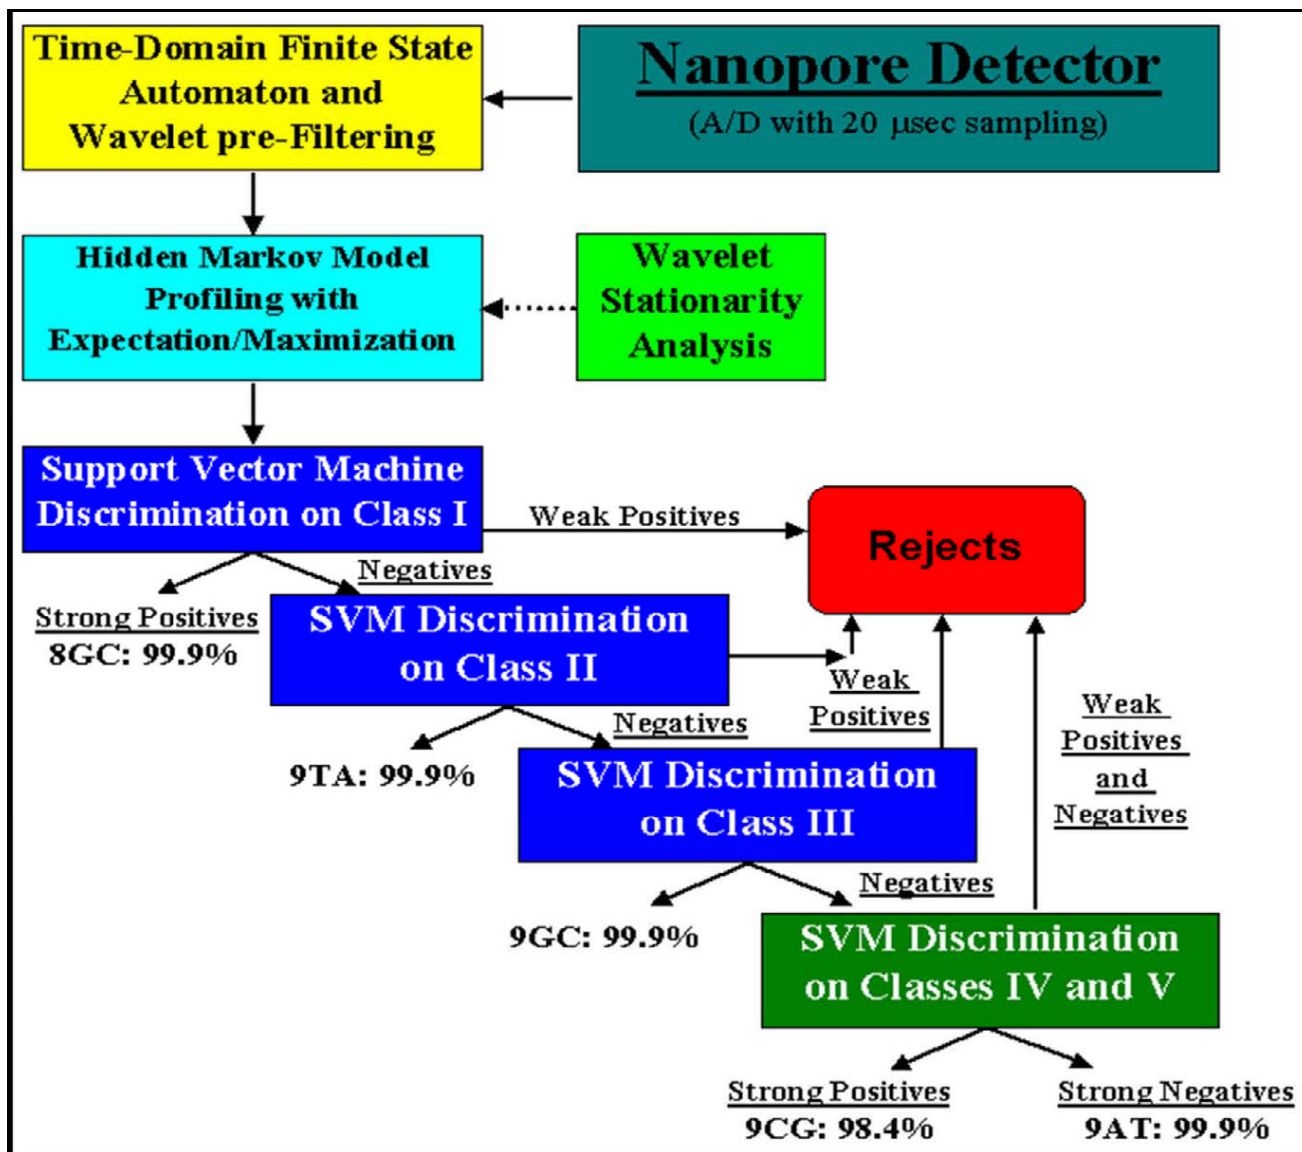 Time-Domain Finite State
Automaton and
Wavelet pre-Filtering
Nanopore Detector
(A/D with 20 μsec sampling)
Hidden Markov Model
Profiling with
Expectation/Maximization
Wavelet
Stationarity
Analysis
Support Vector Machine
Discrimination on Class I
Weak Positives
Rejects
Negatives
Strong Positives
8GC: 99.9%
SVM Discrimination
on Class II
Weak
Positives
Negatives
9TA: 99.9%
SVM Discrimination
on Class III
Weak
Positives
and
Negatives
Negatives
9GC: 99.9%
SVM Discrimination
on Classes IV and V
Strong Positives
9CG: 98.4%
Strong Negatives
9AT: 99.9%